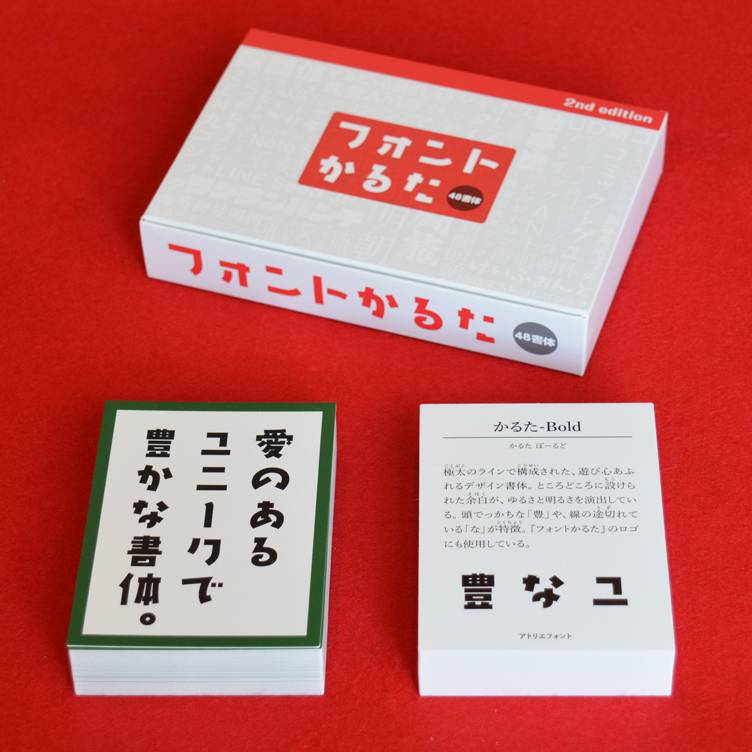 2nd edition
フォント
かるた
48書体
フォントかるた
48書体
愛のある
ユニークで
豊かな書体。
かるた-Bold
かるた ぼーるど
極太のラインで構成された、遊び心あふ
れるデザイン書体。ところどころに設けら
れた余白が、ゆるさと明るさを演出してい
る。頭でっかちな「豊」や、線の途切れて
いる「な」が特徴。『フォントかるた』のロゴ
にも使用している。
豊 な ユ
アトリエフォント